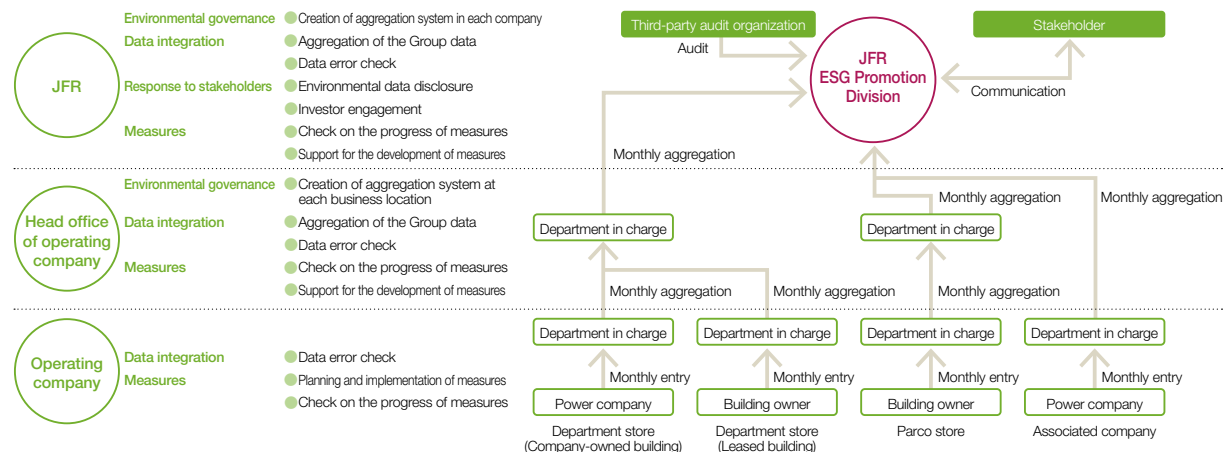 JFR
Environmental governance
Creation of aggregation system in each company
Data integration
Aggregation of the Group data
Data error check
Response to stakeholders
Environmental data disclosure
Investor engagement
Measures
Check on the progress of measures
Support for the development of measures
Third-party audit organization
Audit
JFR
ESG Promotion
Division
Stakeholder
Communication
Monthly aggregation
Head office
of operating
company
Environmental governance
Creation of aggregation system at
each business location
Data integration
Aggregation of the Group data
Data error check
Measures
Check on the progress of measures
Support for the development of measures
Monthly aggregation
Monthly aggregation
Department in charge
Department in charge
Monthly aggregation
Monthly aggregation
Monthly aggregation
Operating
company
Data integration
Data error check
Measures
Planning and implementation of measures
Check on the progress of measures
Department in charge
Department in charge
Department in charge
Department in charge
Monthly entry
Monthly entry
Monthly entry
Monthly entry
Power company
Building owner
Building owner
Power company
Department store
(Company-owned building)
Department store
(Leased building)
Parco store
Associated company